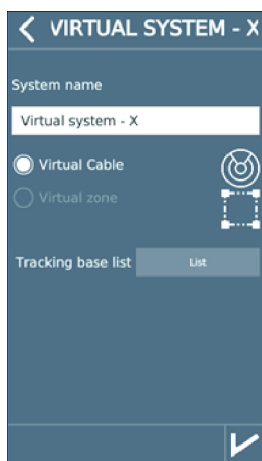 VIRTUAL SYSTEM - X
System name
Virtual system - X
Virtual Cable
Virtual zone
Tracking base list List